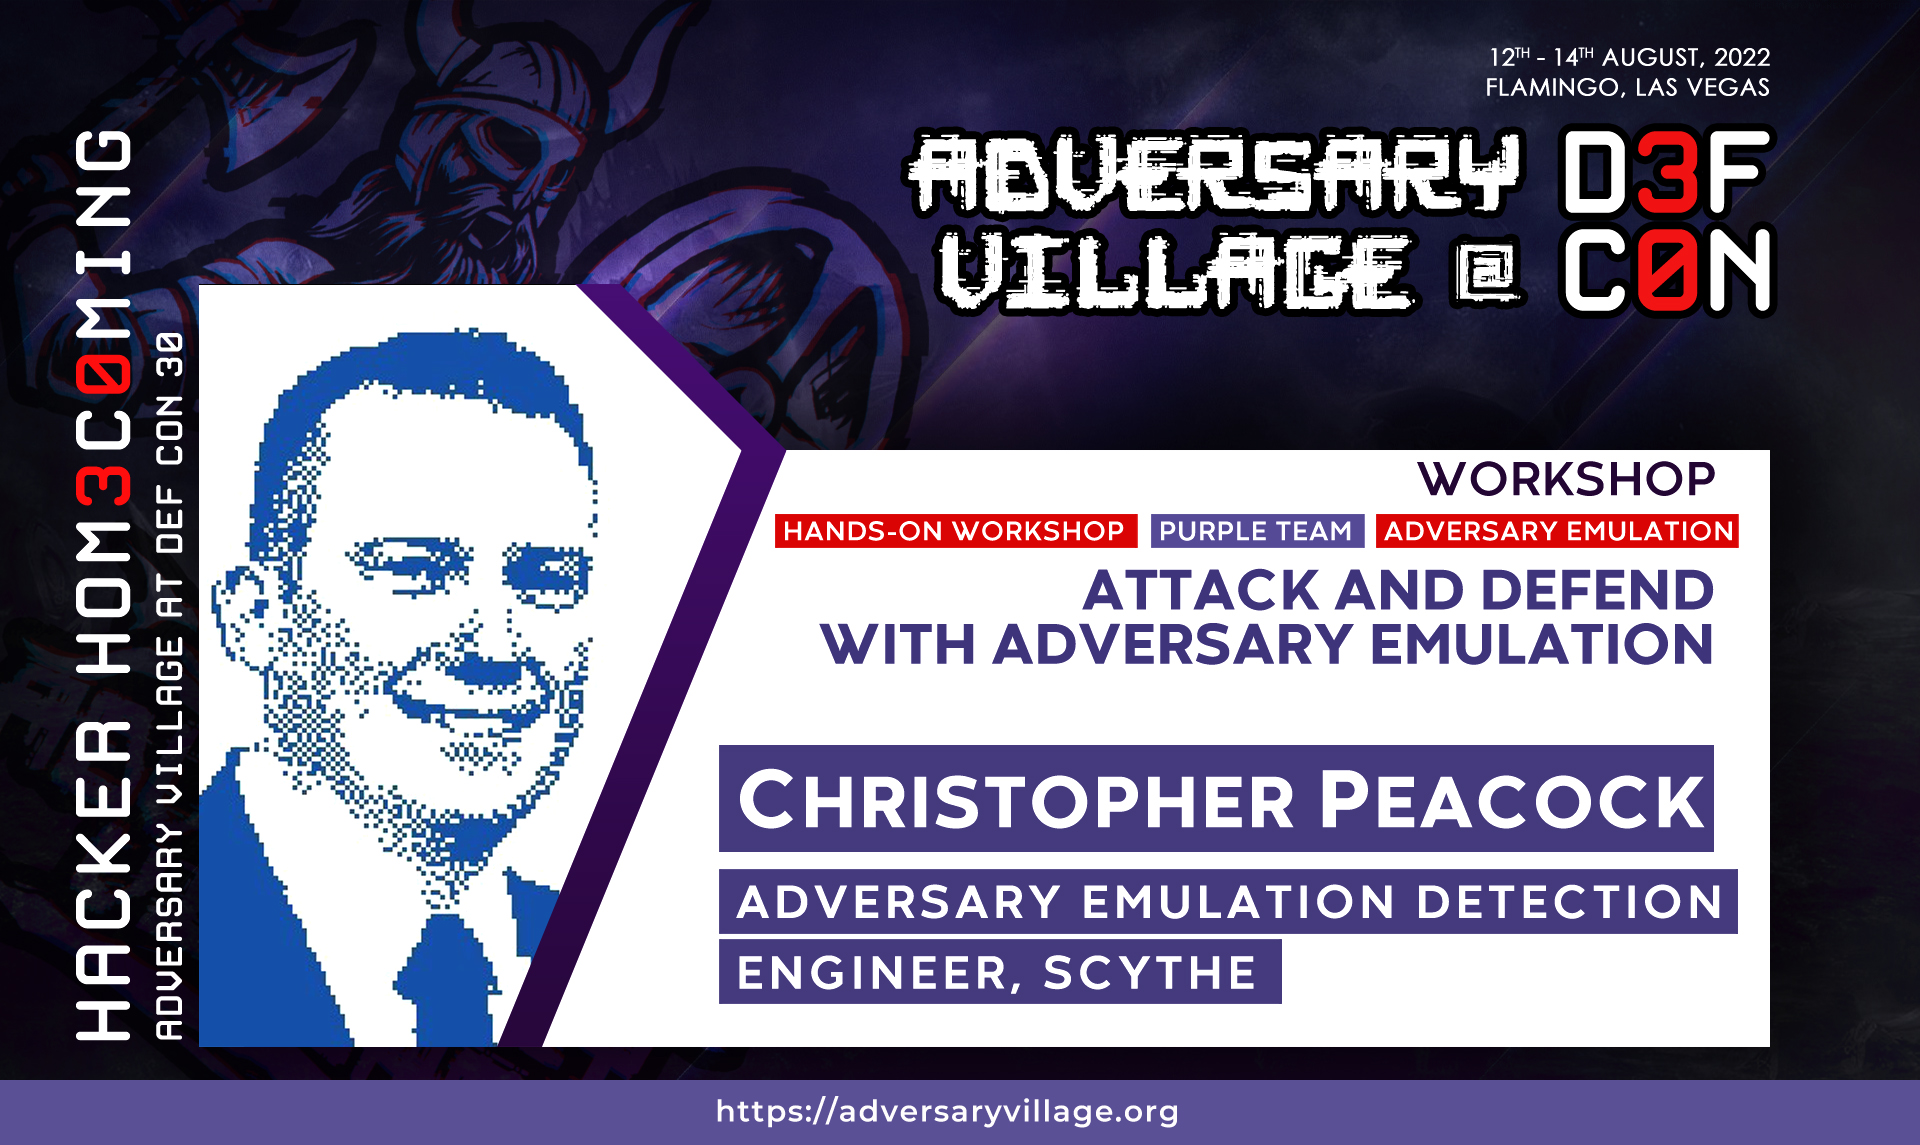 12TH - 14TH AUGUST, 2022
FLAMINGO, LAS VEGAS
ADVERSARY D3F
VILLAGE @ C0N
HACKER HOM3C0MING
ADVERSARY VILLAGE AT DEF CON 30
WORKSHOP
HANDS-ON WORKSHOP PURPLE TEAM ADVERSARY EMULATION
ATTACK AND DEFEND
WITH ADVERSARY EMULATION
CHRISTOPHER PEACOCK
ADVERSARY EMULATION DETECTION
ENGINEER, SCYTHE
https://adversaryvillage.org